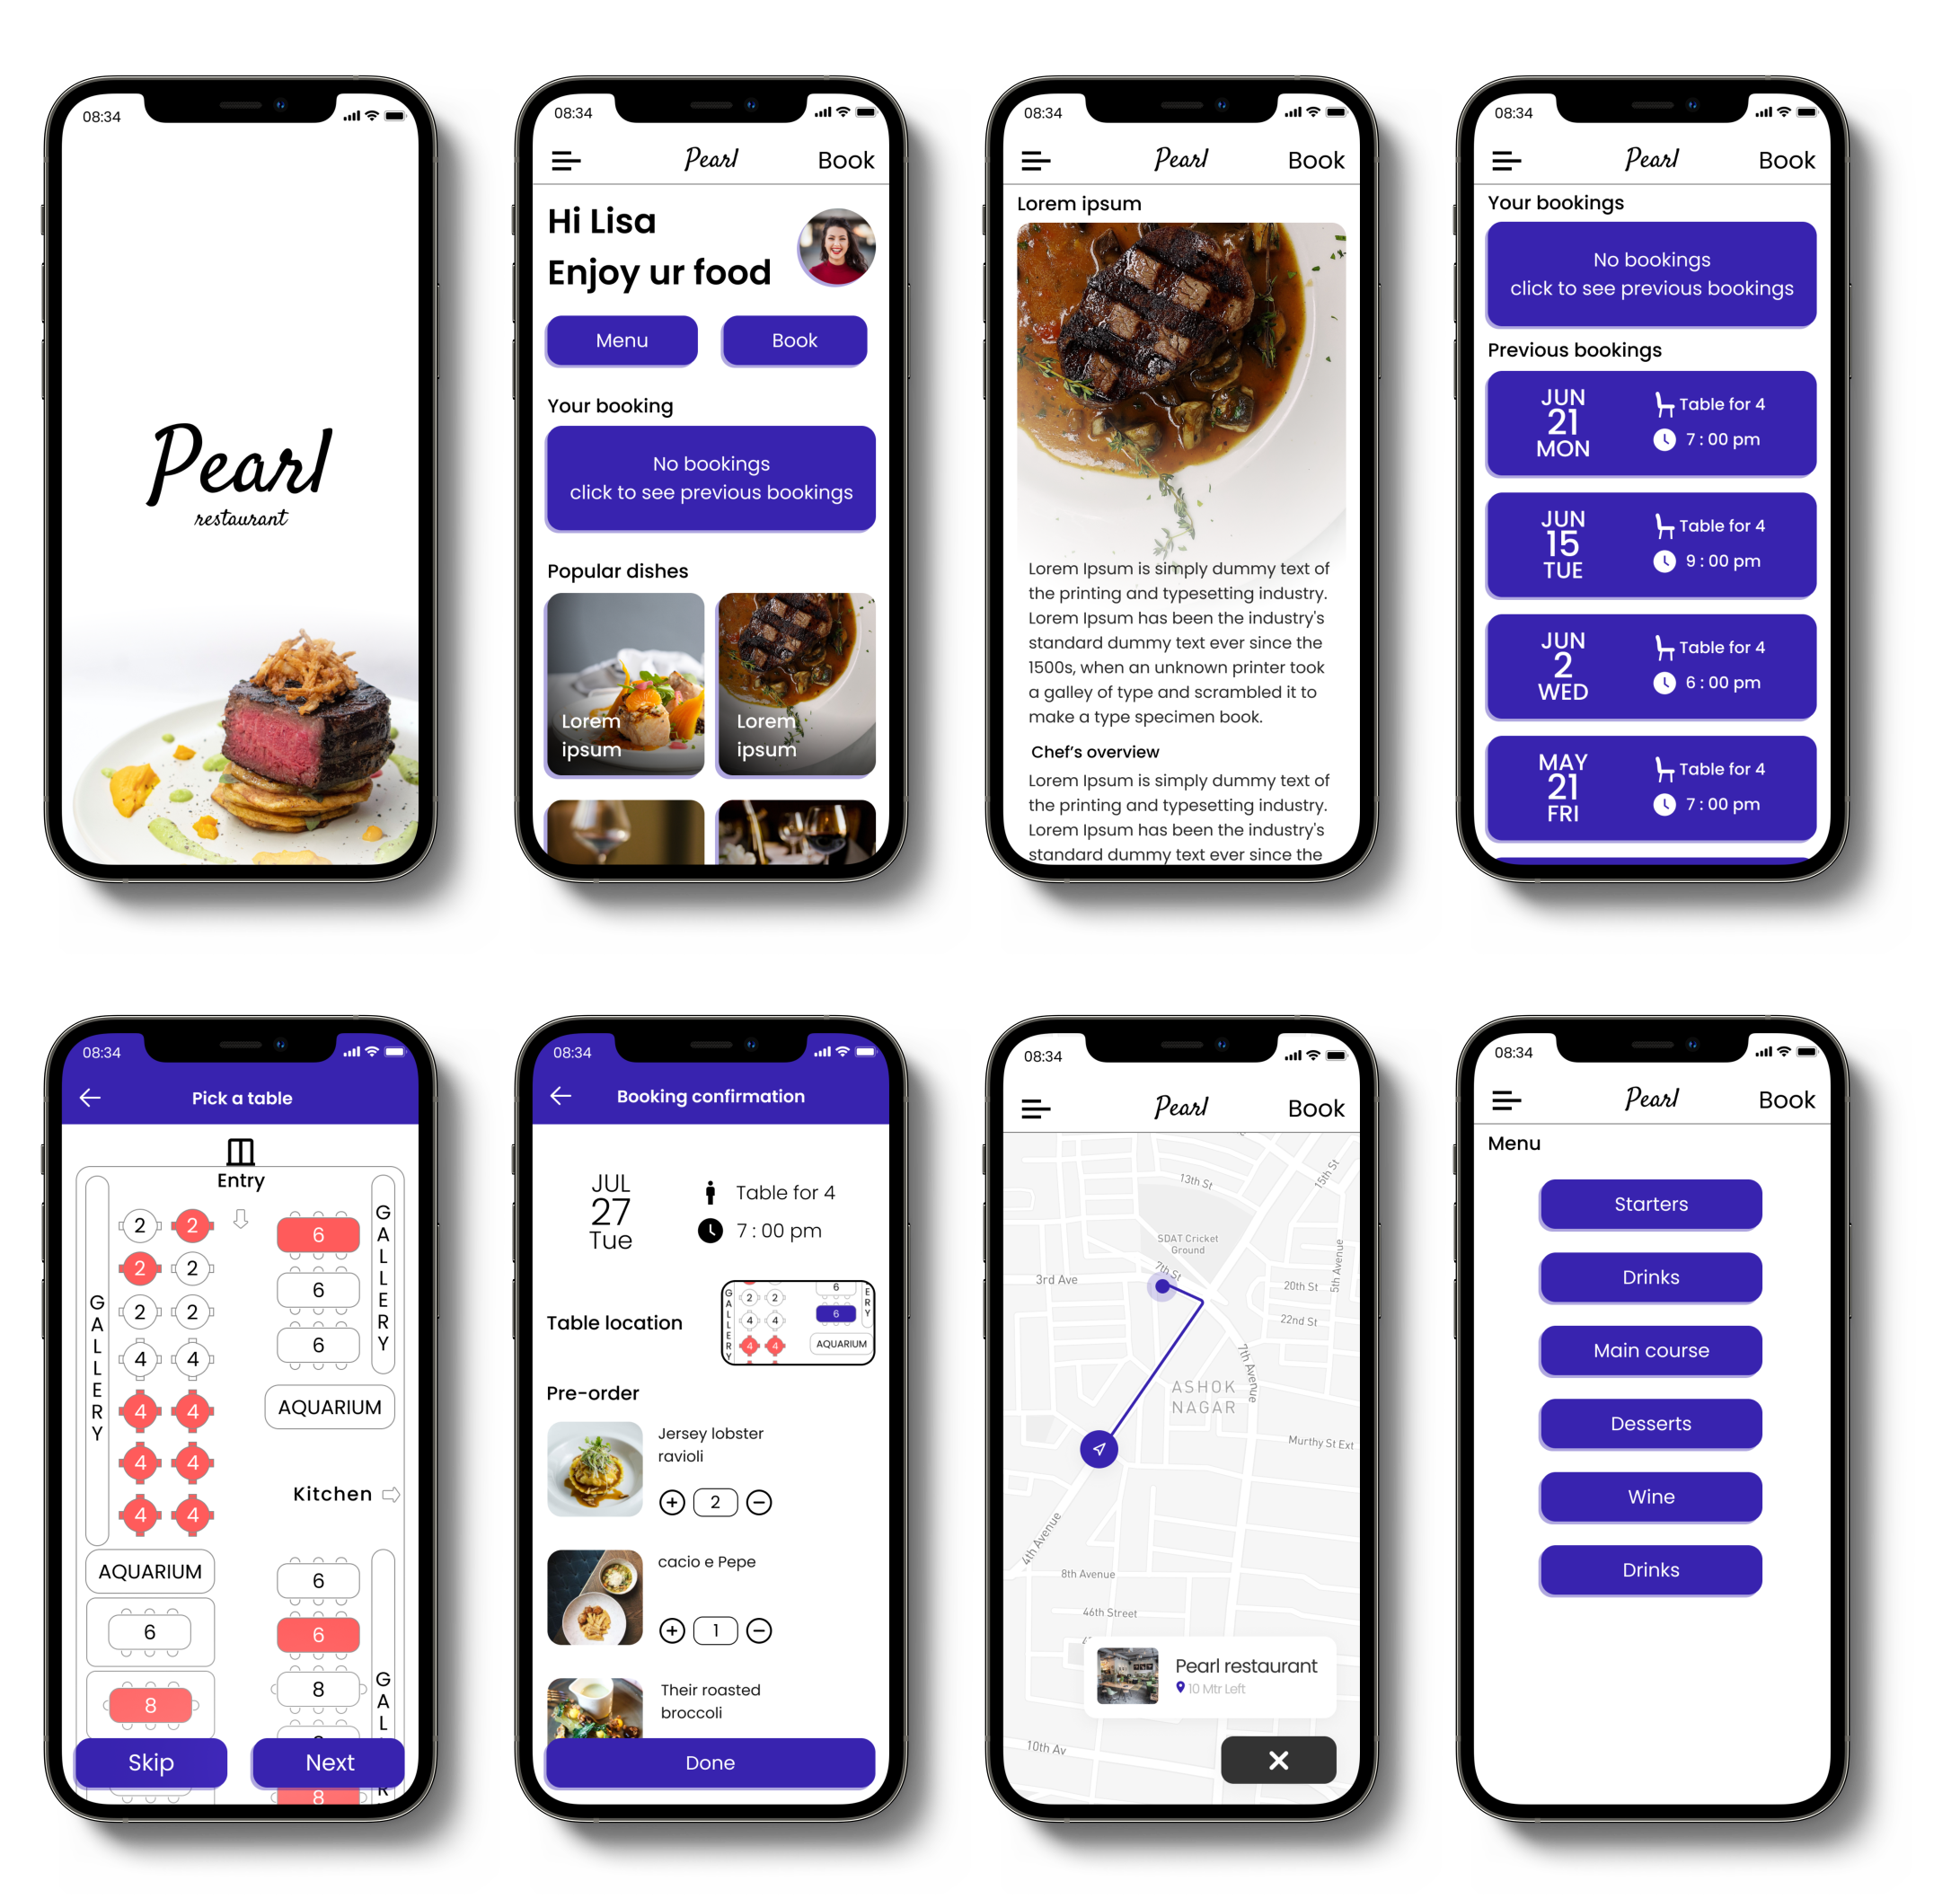 08:34
Pearl
restaurant
08:34
Pearl
Book
Hi Lisa
Enjoy ur food
Menu
Book
Your booking
No bookings
click to see previous bookings
Popular dishes
Lorem
ipsum
Lorem
ipsum
08:34
Pearl
Book
Lorem ipsum
Lorem Ipsum is simply dummy text of
the printing and typesetting industry.
Lorem Ipsum has been the industry's
standard dummy text ever since the
1500s, when an unknown printer took
a galley of type and scrambled it to
make a type specimen book.
Chef's overview
Lorem Ipsum is simply dummy text of
the printing and typesetting industry.
Lorem Ipsum has been the industry's
standard dummy text ever since the
08:34
Pearl
Book
Your bookings
No bookings
click to see previous bookings
Previous bookings
JUN
21
MON
Table for 4
7 : 00 pm
JUN
15
TUE
Table for 4
9 : 00 pm
JUN
2
WED
Table for 4
6 : 00 pm
MAY
21
FRI
Table for 4
7 : 00 pm
08:34
Pick a table
Entry
GALLERY
2 2
2 2
2 2
4 4
4 4
4 4
4 4
6
6
6
GALLERY
AQUARIUM
Kitchen
AQUARIUM
6
8
6
6
8
8
GAL
R
Skip
Next
08:34
Booking confirmation
JUL
27
Tue
Table for 4
7 : 00 pm
Table location
GALLERY
2 2
4 4
4 4
6
6
ERY
AQUARIUM
Pre-order
Jersey lobster
ravioli
2
cacio e Pepe
1
Their roasted
broccoli
Done
08:34
Pearl
Book
13th St
15th St
SDAT Cricket
Ground
7th St
3rd Ave
20th St
5th Avenue
22nd St
7th Avenue
ASHOK
NAGAR
Murthy St Ext
4th Avenue
8th Avenue
46th Street
Pearl restaurant
10 Mtr Left
10th Av
08:34
Pearl
Book
Menu
Starters
Drinks
Main course
Desserts
Wine
Drinks